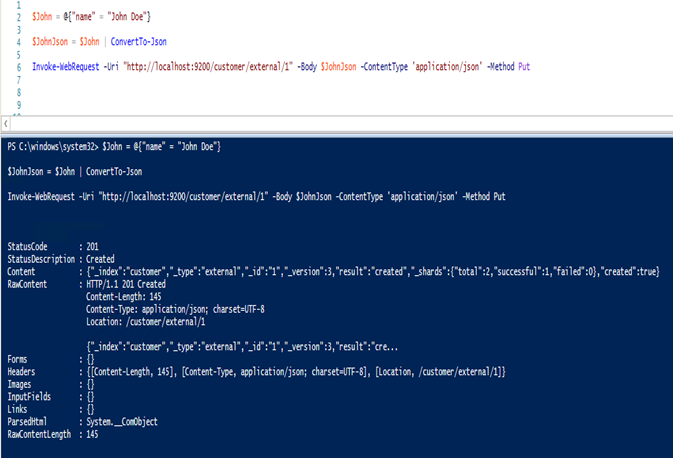 1
2 $John = @{"name" = "John Doe"}
3
4 $JohnJson = $John | ConvertTo-Json
5
6 Invoke-WebRequest -Uri "http://localhost:9200/customer/external/1" -Body $JohnJson -ContentType 'application/json' -Method Put
7
8
9
PS C:\windows\system32> $John = @{"name" = "John Doe"}
$JohnJson = $John | ConvertTo-Json
Invoke-WebRequest -Uri "http://localhost:9200/customer/external/1" -Body $JohnJson -ContentType 'application/json' -Method Put
StatusCode : 201
StatusDescription : Created
Content : {"_index":"customer","_type":"external","_id":"1","_version":3,"result":"created","_shards":{"total":2,"successful":1,"failed":0},"created":true}
RawContent : HTTP/1.1 201 Created
Content-Length: 145
Content-Type: application/json; charset=UTF-8
Location: /customer/external/1
{"_index":"customer","_type":"external","_id":"1","_version":3,"result":"cre...
Forms : {}
Headers : {[Content-Length, 145], [Content-Type, application/json; charset=UTF-8], [Location, /customer/external/1]}
Images : {}
InputFields : {}
Links : {}
ParsedHtml : System.__ComObject
RawContentLength : 145